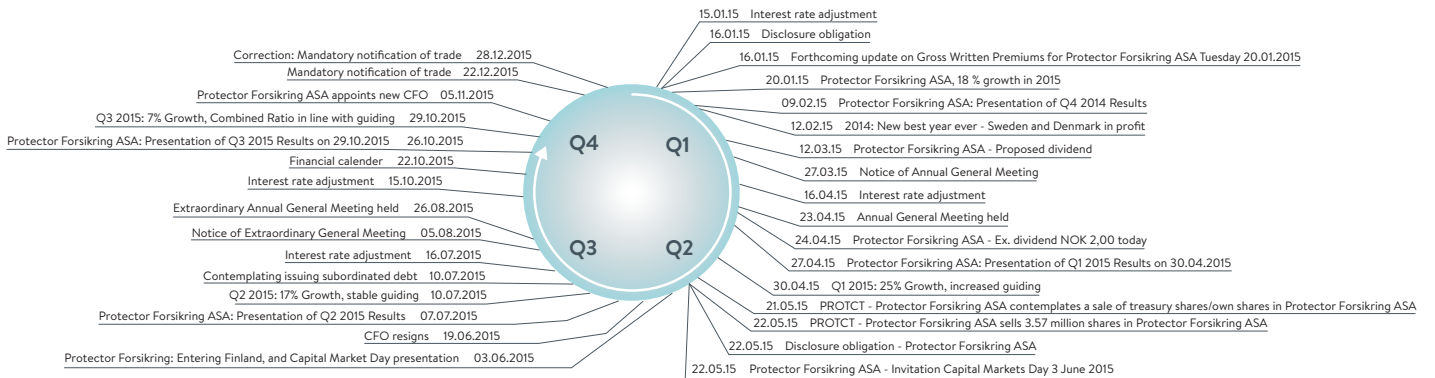 15.01.15 Interest rate adjustment
16.01.15 Disclosure obligation
16.01.15 Forthcoming update on Gross Written Premiums for Protector Forsikring ASA Tuesday 20.01.2015
20.01.15 Protector Forsikring ASA, 18 % growth in 2015
09.02.15 Protector Forsikring ASA: Presentation of Q4 2014 Results
12.02.15 2014: New best year ever - Sweden and Denmark in profit
12.03.15 Protector Forsikring ASA - Proposed dividend
27.03.15 Notice of Annual General Meeting
16.04.15 Interest rate adjustment
23.04.15 Annual General Meeting held
24.04.15 Protector Forsikring ASA - Ex. dividend NOK 2,00 today
27.04.15 Protector Forsikring ASA: Presentation of Q1 2015 Results on 30.04.2015
30.04.15 Q1 2015: 25% Growth, increased guiding
21.05.15 PROTCT - Protector Forsikring ASA contemplates a sale of treasury shares/own shares in Protector Forsikring ASA
22.05.15 PROTCT - Protector Forsikring ASA sells 3.57 million shares in Protector Forsikring ASA
22.05.15 Disclosure obligation - Protector Forsikring ASA
22.05.15 Protector Forsikring ASA - Invitation Capital Markets Day 3 June 2015
Correction: Mandatory notification of trade 28.12.2015
Mandatory notification of trade 22.12.2015
Protector Forsikring ASA appoints new CFO 05.11.2015
Q3 2015: 7% Growth, Combined Ratio in line with guiding 29.10.2015
Protector Forsikring ASA: Presentation of Q3 2015 Results on 29.10.2015 26.10.2015
Financial calender 22.10.2015
Interest rate adjustment 15.10.2015
Extraordinary Annual General Meeting held 26.08.2015
Notice of Extraordinary General Meeting 05.08.2015
Interest rate adjustment 16.07.2015
Contemplating issuing subordinated debt 10.07.2015
Q2 2015: 17% Growth, stable guiding 10.07.2015
Protector Forsikring ASA: Presentation of Q2 2015 Results 07.07.2015
CFO resigns 19.06.2015
Protector Forsikring: Entering Finland, and Capital Market Day presentation 03.06.2015
Q4 Q1
Q3 Q2